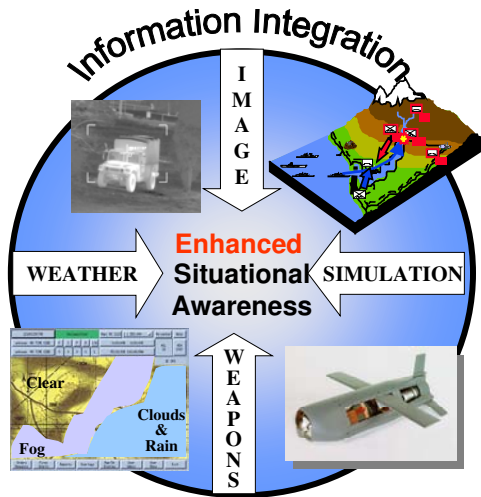 Information Integration
IMAGE
WEATHER
Enhanced
Situational
Awareness
SIMULATION
WEAPONS
Clear
Clouds
&
Rain
Fog